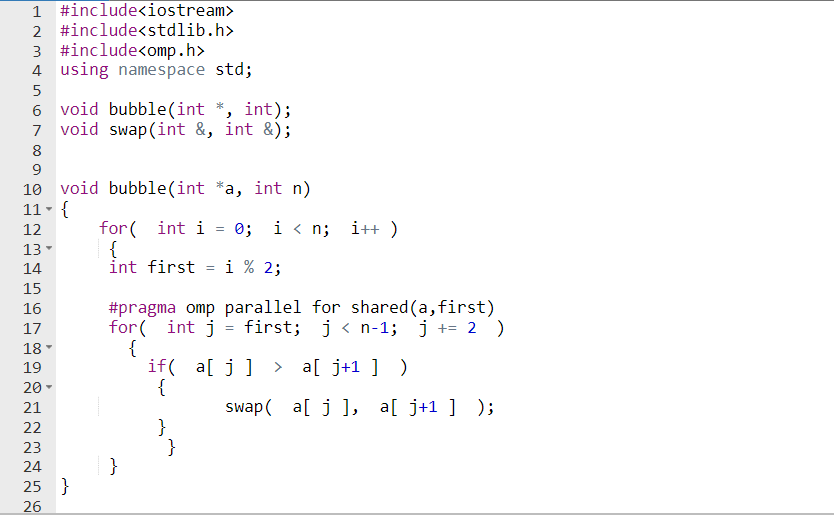 1 #include<iostream>
2 #include<stdlib.h>
3 #include<omp.h>
4 using namespace std;
5
6 void bubble(int *, int);
7 void swap(int &, int &);
8
9
10 void bubble(int *a, int n)
11 {
12     for(  int i = 0;  i < n;  i++ )
13      {
14      int first = i % 2;
15
16      #pragma omp parallel for shared(a,first)
17      for(  int j = first;  j < n-1;  j += 2  )
18        {
19          if(  a[ j ]  >  a[ j+1 ]  )
20           {
21                  swap(  a[ j ],  a[ j+1 ]  );
22           }
23            }
24      }
25 }
26